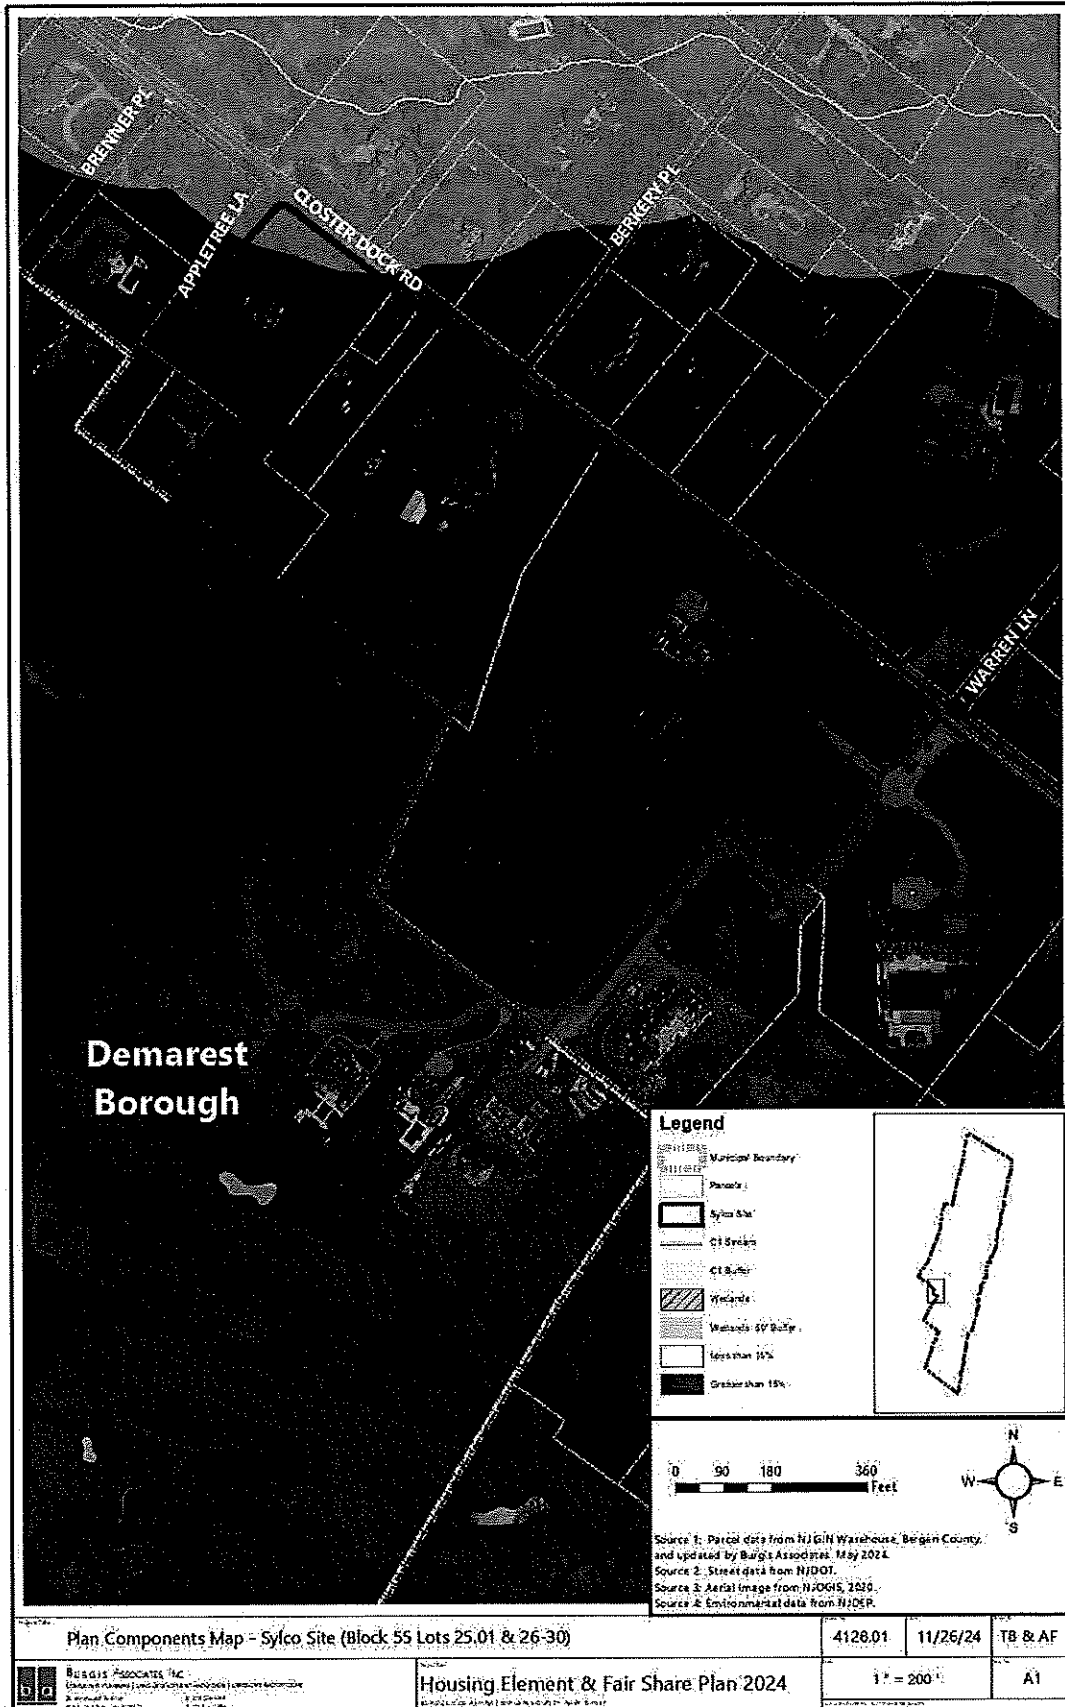 BRENNER PL
APPLETREE LA
CLOSTER DOCK RD
BERKERY PL
WARREN LN
Demarest
Borough
Legend
Municipal Boundary
Parcels
Sylco Site
C1 Stream
C1 Buffer
Wetlands
Wetlands 50' Buffer
Less than 15%
Greater than 15%
0 90 180 360
Feet
N
W E
S
Source 1: Parcel data from NJGIN Warehouse, Bergen County,
and updated by Burgis Associates, May 2024.
Source 2: Street data from NJDOT.
Source 3: Aerial image from NJOGIS, 2020.
Source 4: Environmental data from NJDEP.
Plan Components Map - Sylco Site (Block 55 Lots 25.01 & 26-30)
4128.01 11/26/24 TB & AF
ba
Burgis Associates, Inc.
Housing Element & Fair Share Plan 2024
1" = 200'
A1